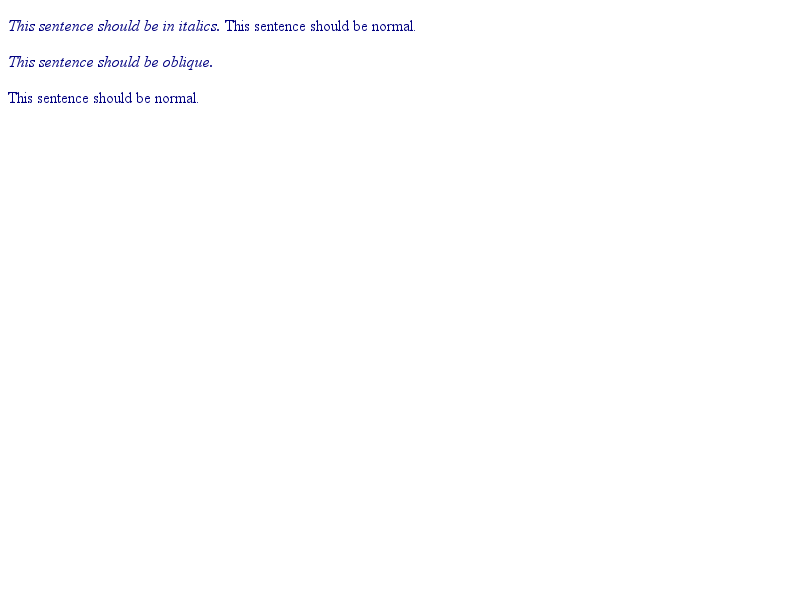 This sentence should be in italics. This sentence should be normal.
This sentence should be oblique.
This sentence should be normal.